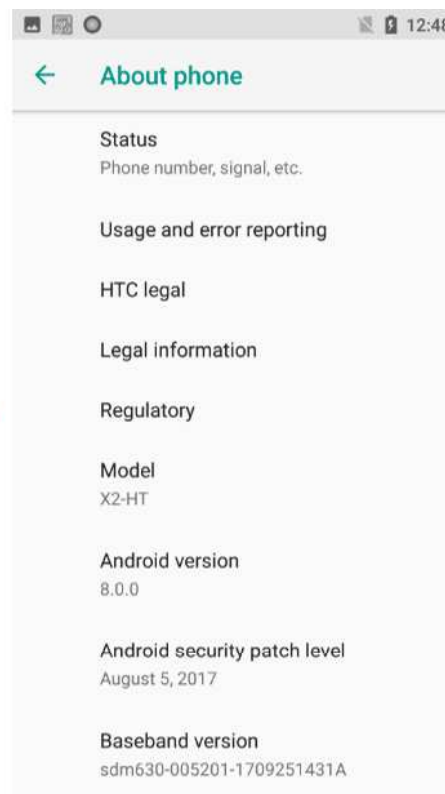 12:48
About phone
Status
Phone number, signal, etc.
Usage and error reporting
HTC legal
Legal information
Regulatory
Model
X2-HT
Android version
8.0.0
Android security patch level
August 5, 2017
Baseband version
sdm630-005201-1709251431A